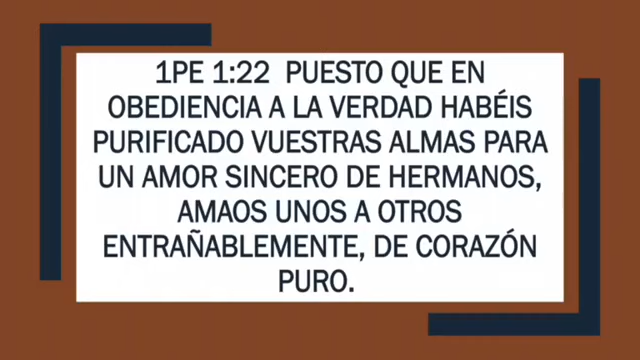 1PE 1:22  PUESTO QUE EN
OBEDIENCIA A LA VERDAD HABÉIS
PURIFICADO VUESTRAS ALMAS PARA
UN AMOR SINCERO DE HERMANOS,
AMAOS UNOS A OTROS
ENTRAÑABLEMENTE, DE CORAZÓN
PURO.